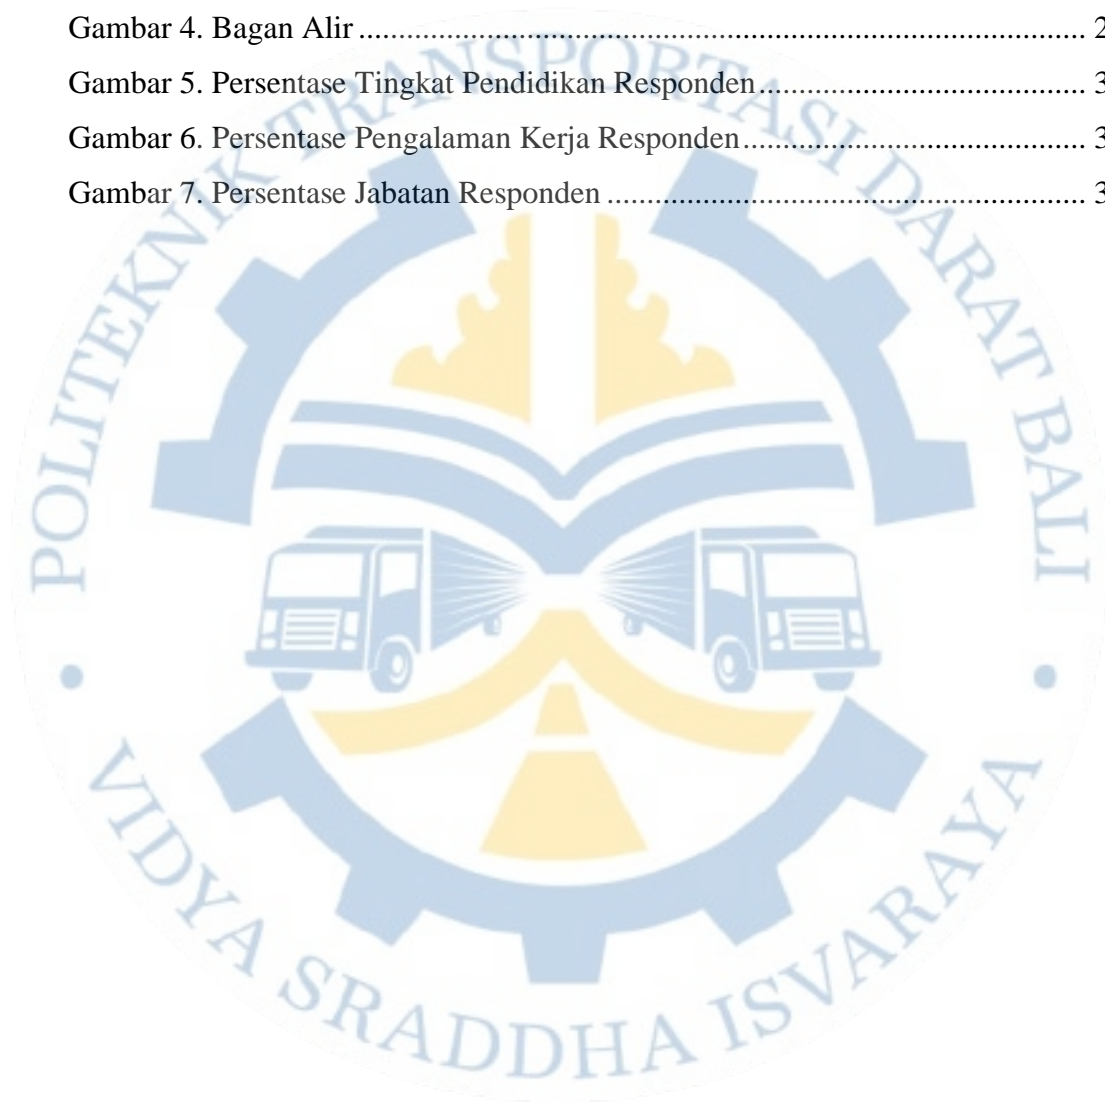 Gambar 4. Bagan Alir ............................................................................................ 2
Gambar 5. Persentase Tingkat Pendidikan Responden ......................................... 3
Gambar 6. Persentase Pengalaman Kerja Responden ........................................... 3
Gambar 7. Persentase Jabatan Responden ............................................................ 3
POLITEKNIK TRANSPORTASI DARAT BALI
VIDYA SRADDHA ISVARAYA